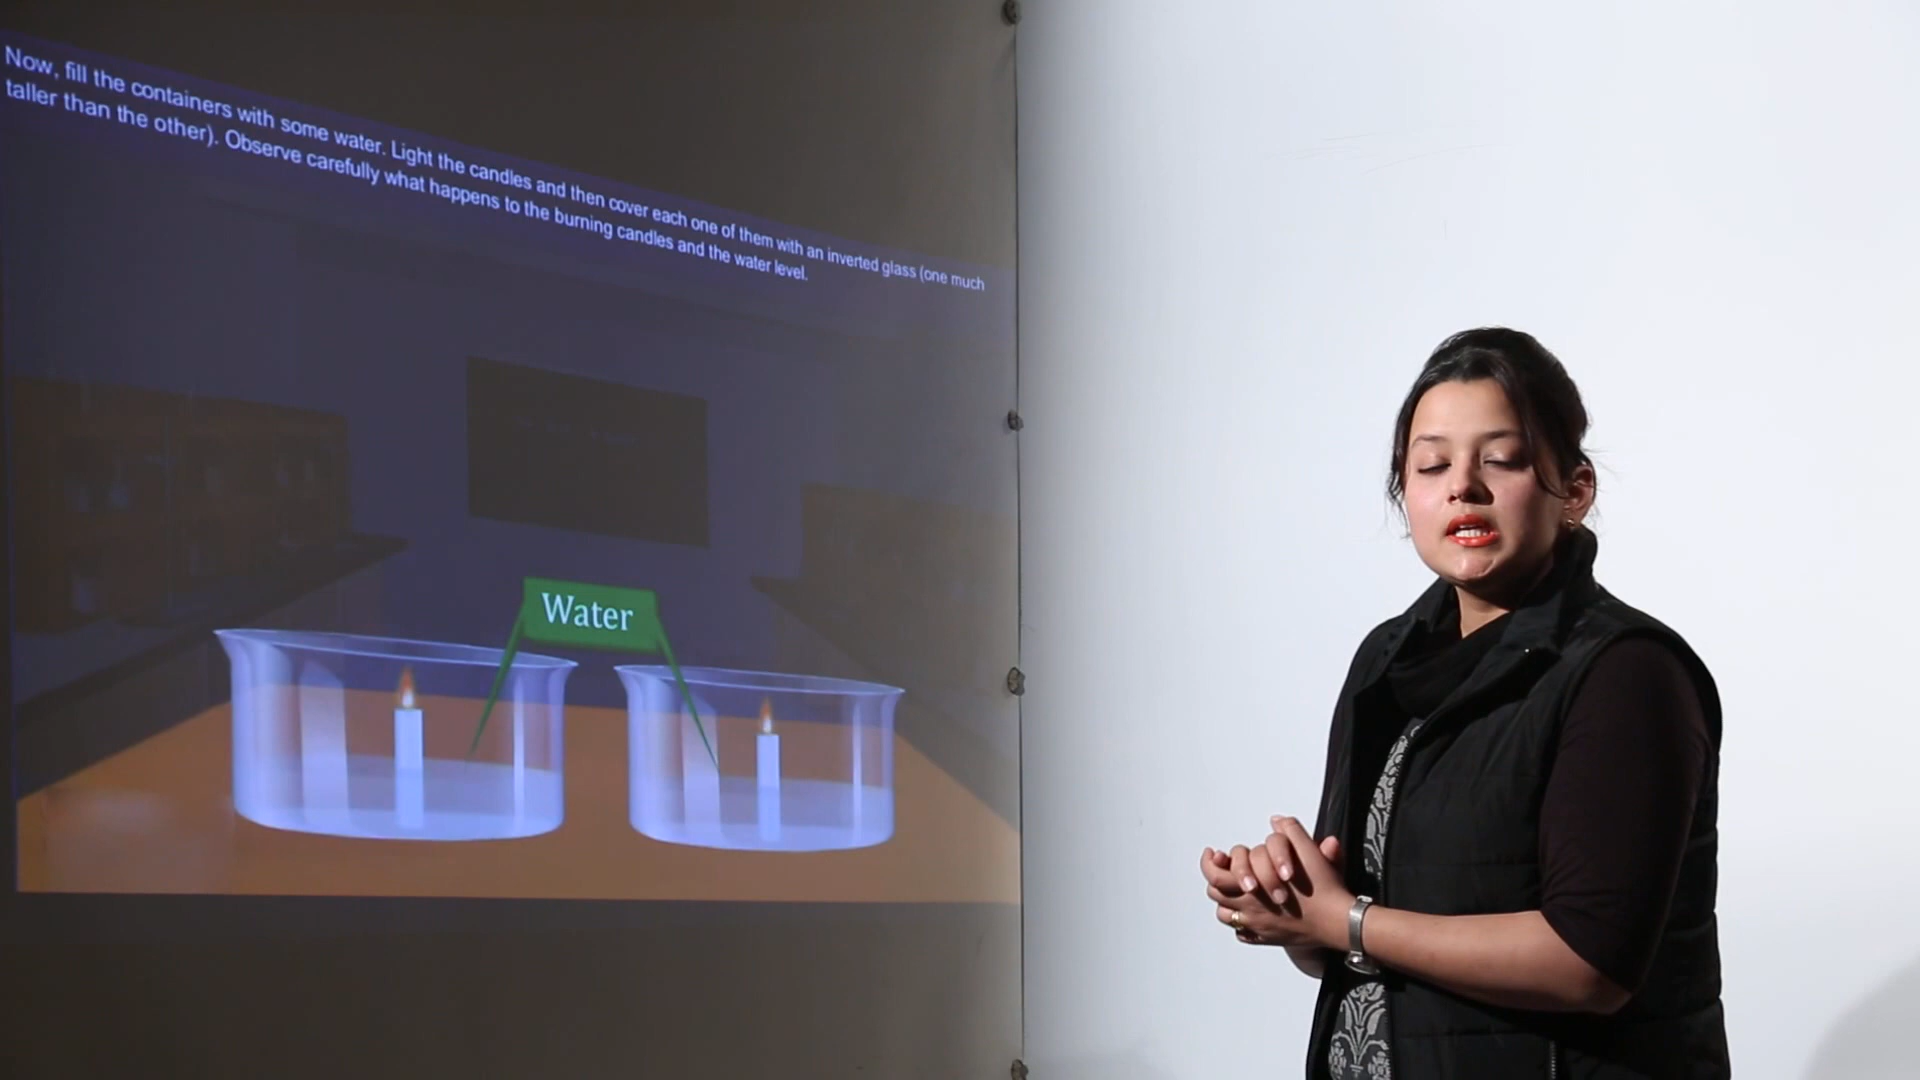 Now, fill the containers with some water. Light the candles and then cover each one of them with an inverted glass (one much
taller than the other). Observe carefully what happens to the burning candles and the water level.
Water